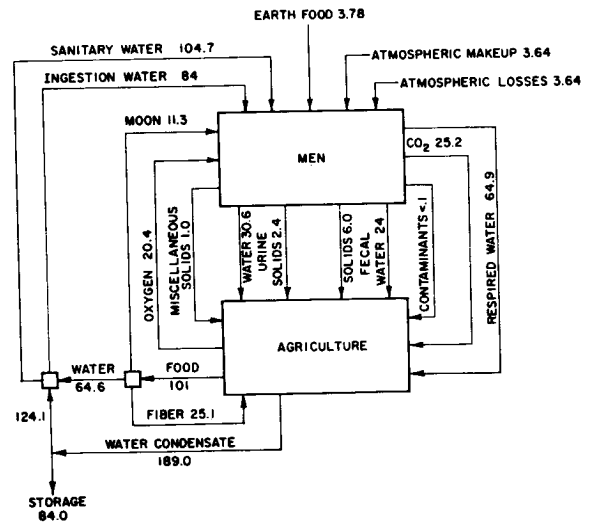 EARTH FOOD 3.78
SANITARY WATER 104.7
ATMOSPHERIC MAKEUP 3.64
INGESTION WATER 84
ATMOSPHERIC LOSSES 3.64
MOON 11.3
MEN
CO2 25.2
OXYGEN 20.4
MISCELLANEOUS
SOLIDS 1.0
WATER 30.6
URINE
SOLIDS 2.4
SOLIDS 6.0
FECAL
WATER 24
CONTAMINANTS <.1
RESPIRED WATER 64.9
AGRICULTURE
WATER
64.6
FOOD
101
FIBER 25.1
124.1
WATER CONDENSATE
189.0
STORAGE
84.0